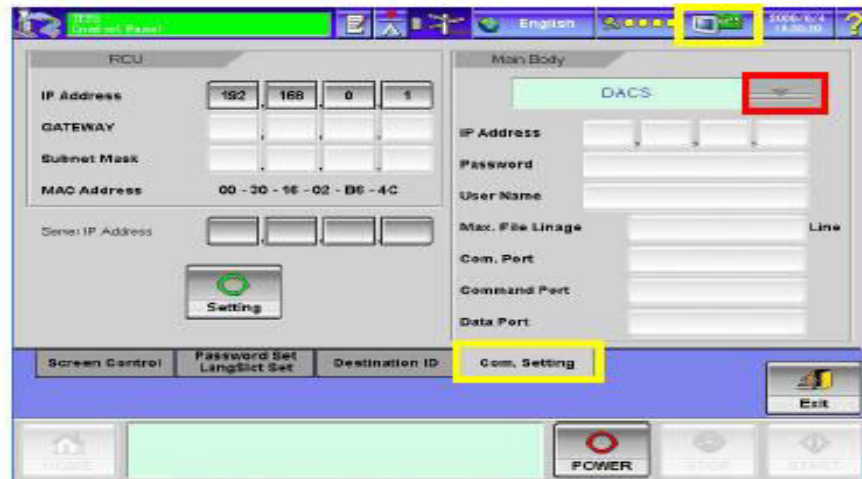 Control Panel
English
RCU
IP Address 192 . 168 . 0 . 1
GATEWAY
Subnet Mask
MAC Address 00 - 30 - 16 - 02 - B6 - 4C
Server IP Address
Setting
Main Body
DACS
IP Address
Password
User Name
Max. File Linage Line
Com. Port
Command Port
Data Port
Screen Control
Password Set
LangSlct Set
Destination ID
Com. Setting
Exit
HOME
POWER
STOP
START